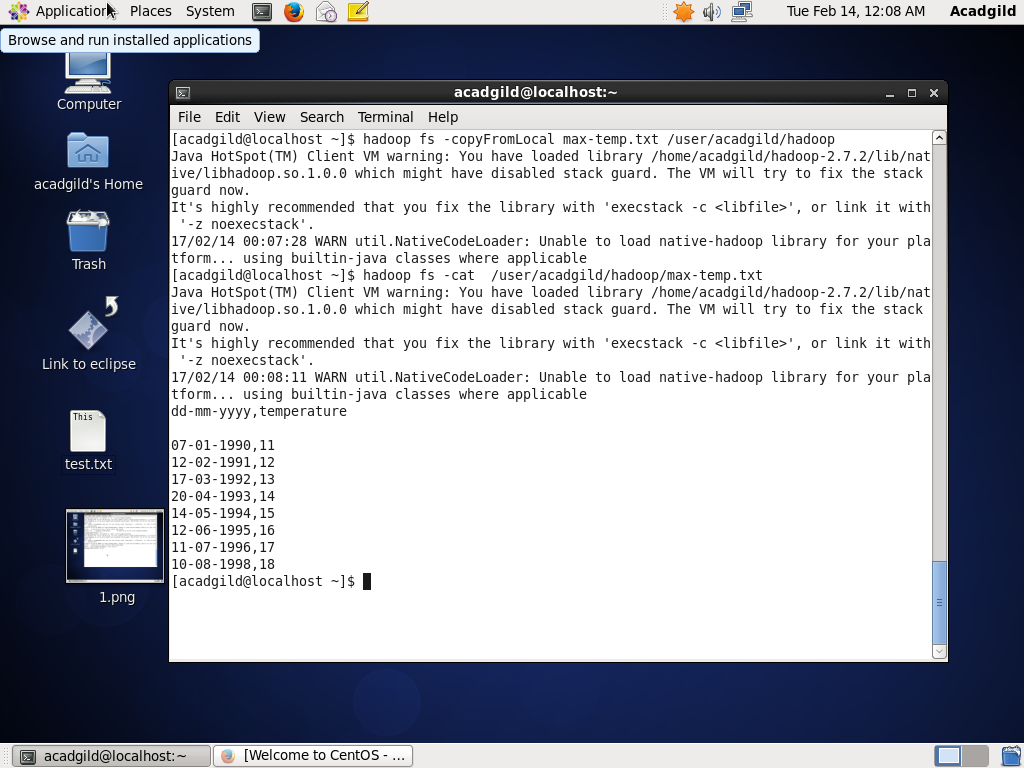 Applications Places System Tue Feb 14, 12:08 AM Acadgild
Browse and run installed applications
Computer
acadgild's Home
Trash
Link to eclipse
This
test.txt
1.png
acadgild@localhost:~
File Edit View Search Terminal Help
[acadgild@localhost ~]$ hadoop fs -copyFromLocal max-temp.txt /user/acadgild/hadoop
Java HotSpot(TM) Client VM warning: You have loaded library /home/acadgild/hadoop-2.7.2/lib/nat
ive/libhadoop.so.1.0.0 which might have disabled stack guard. The VM will try to fix the stack
guard now.
It's highly recommended that you fix the library with 'execstack -c <libfile>', or link it with
 '-z noexecstack'.
17/02/14 00:07:28 WARN util.NativeCodeLoader: Unable to load native-hadoop library for your pla
tform... using builtin-java classes where applicable
[acadgild@localhost ~]$ hadoop fs -cat  /user/acadgild/hadoop/max-temp.txt
Java HotSpot(TM) Client VM warning: You have loaded library /home/acadgild/hadoop-2.7.2/lib/nat
ive/libhadoop.so.1.0.0 which might have disabled stack guard. The VM will try to fix the stack
guard now.
It's highly recommended that you fix the library with 'execstack -c <libfile>', or link it with
 '-z noexecstack'.
17/02/14 00:08:11 WARN util.NativeCodeLoader: Unable to load native-hadoop library for your pla
tform... using builtin-java classes where applicable
dd-mm-yyyy,temperature
07-01-1990,11
12-02-1991,12
17-03-1992,13
20-04-1993,14
14-05-1994,15
12-06-1995,16
11-07-1996,17
10-08-1998,18
[acadgild@localhost ~]$
acadgild@localhost:~ [Welcome to CentOS - ...